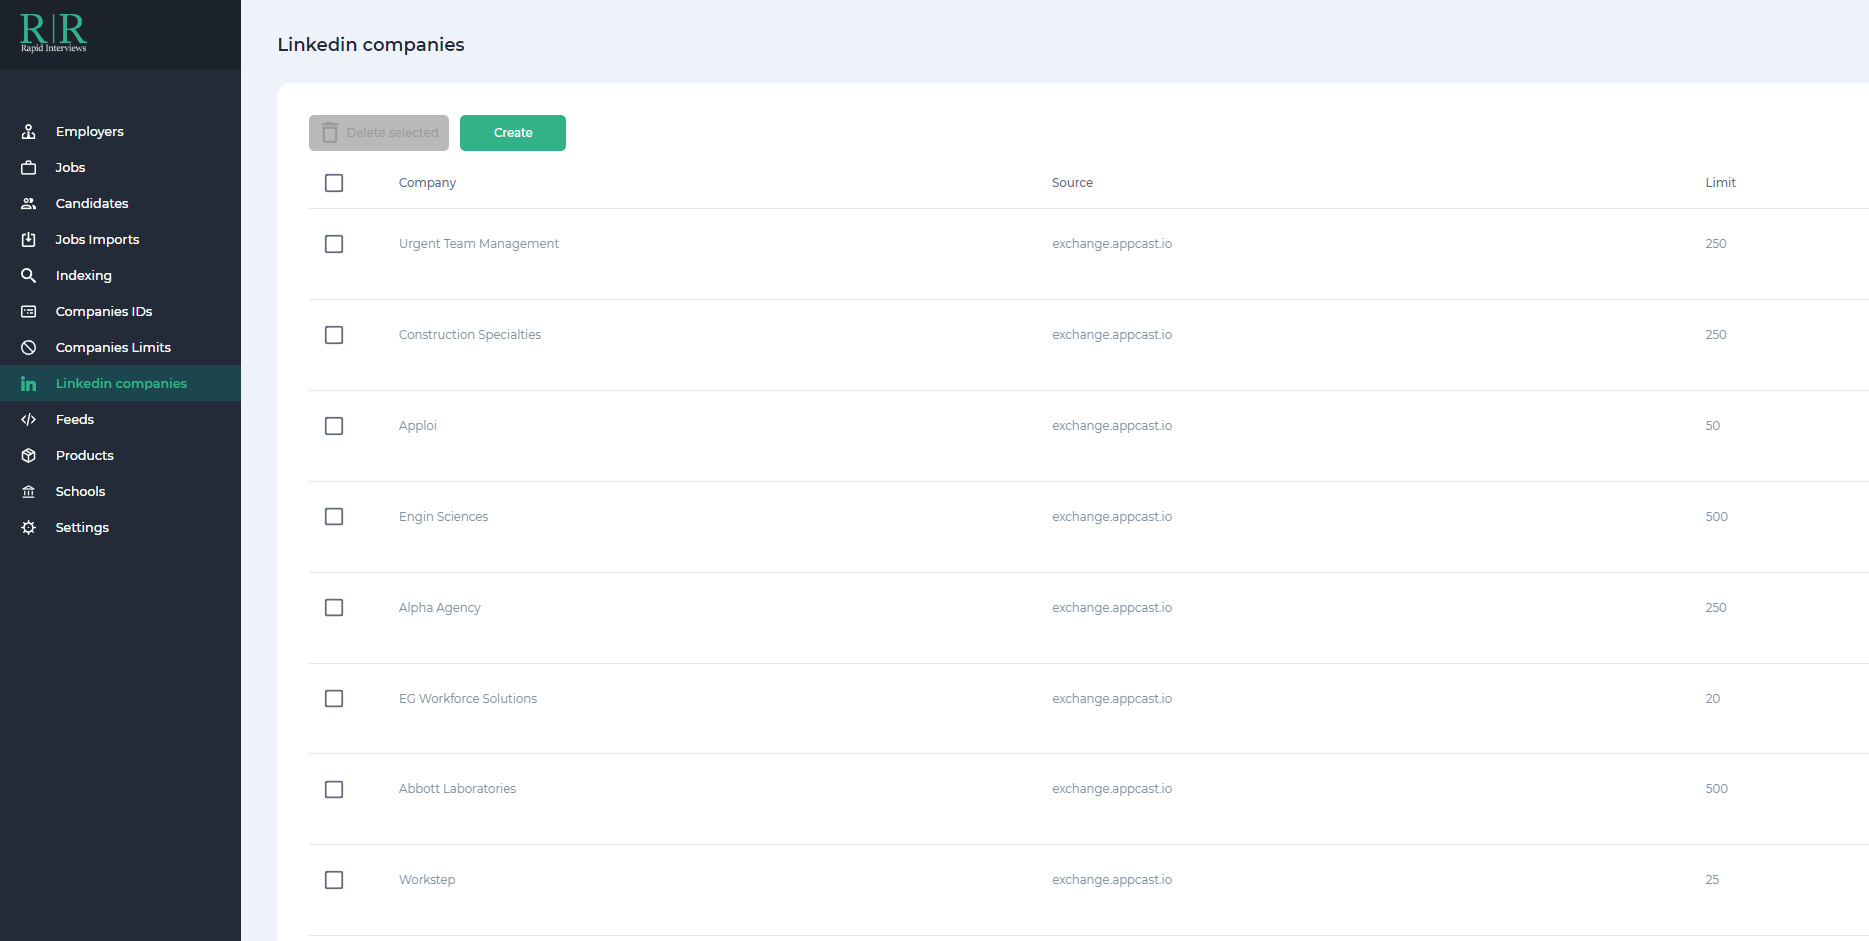 R|R
Rapid Interviews
Employers
Jobs
Candidates
Jobs Imports
Indexing
Companies IDs
Companies Limits
Linkedin companies
Feeds
Products
Schools
Settings
Linkedin companies
Delete selected Create
Company Source Limit
Urgent Team Management exchange.appcast.io 250
Construction Specialties exchange.appcast.io 250
Apploi exchange.appcast.io 50
Engin Sciences exchange.appcast.io 500
Alpha Agency exchange.appcast.io 250
EG Workforce Solutions exchange.appcast.io 20
Abbott Laboratories exchange.appcast.io 500
Workstep exchange.appcast.io 25